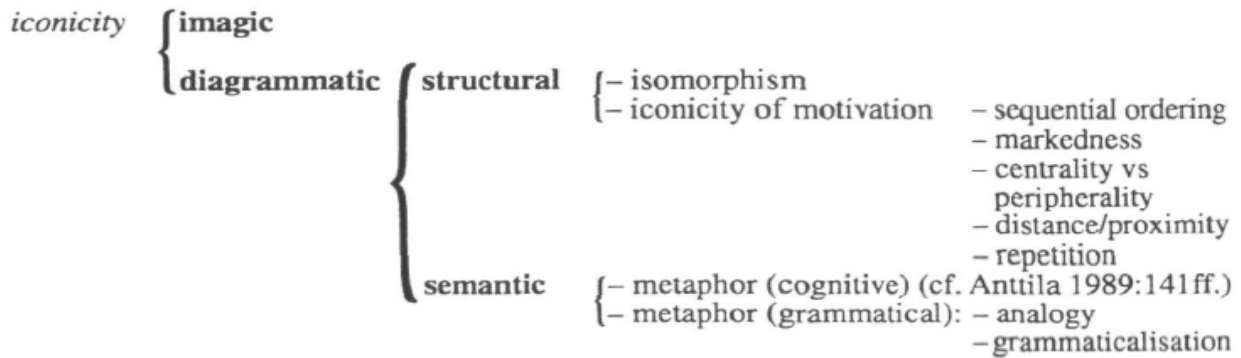 iconicity imagic
diagrammatic structural – isomorphism
– iconicity of motivation – sequential ordering
– markedness
– centrality vs
peripherality
– distance/proximity
– repetition
semantic – metaphor (cognitive) (cf. Anttila 1989:141ff.)
– metaphor (grammatical): – analogy
–grammaticalisation